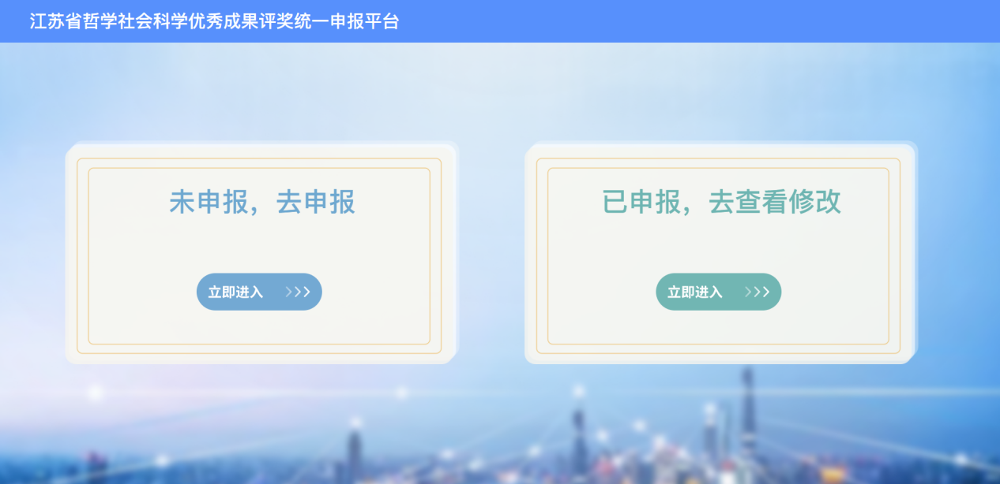 江苏省哲学社会科学优秀成果评奖统一申报平台
未申报，去申报
已申报，去查看修改
立即进入
立即进入